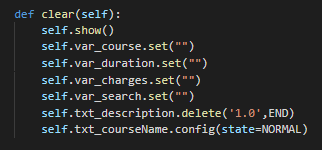 def clear(self):
    self.show()
    self.var_course.set("")
    self.var_duration.set("")
    self.var_charges.set("")
    self.var_search.set("")
    self.txt_description.delete('1.0',END)
    self.txt_courseName.config(state=NORMAL)